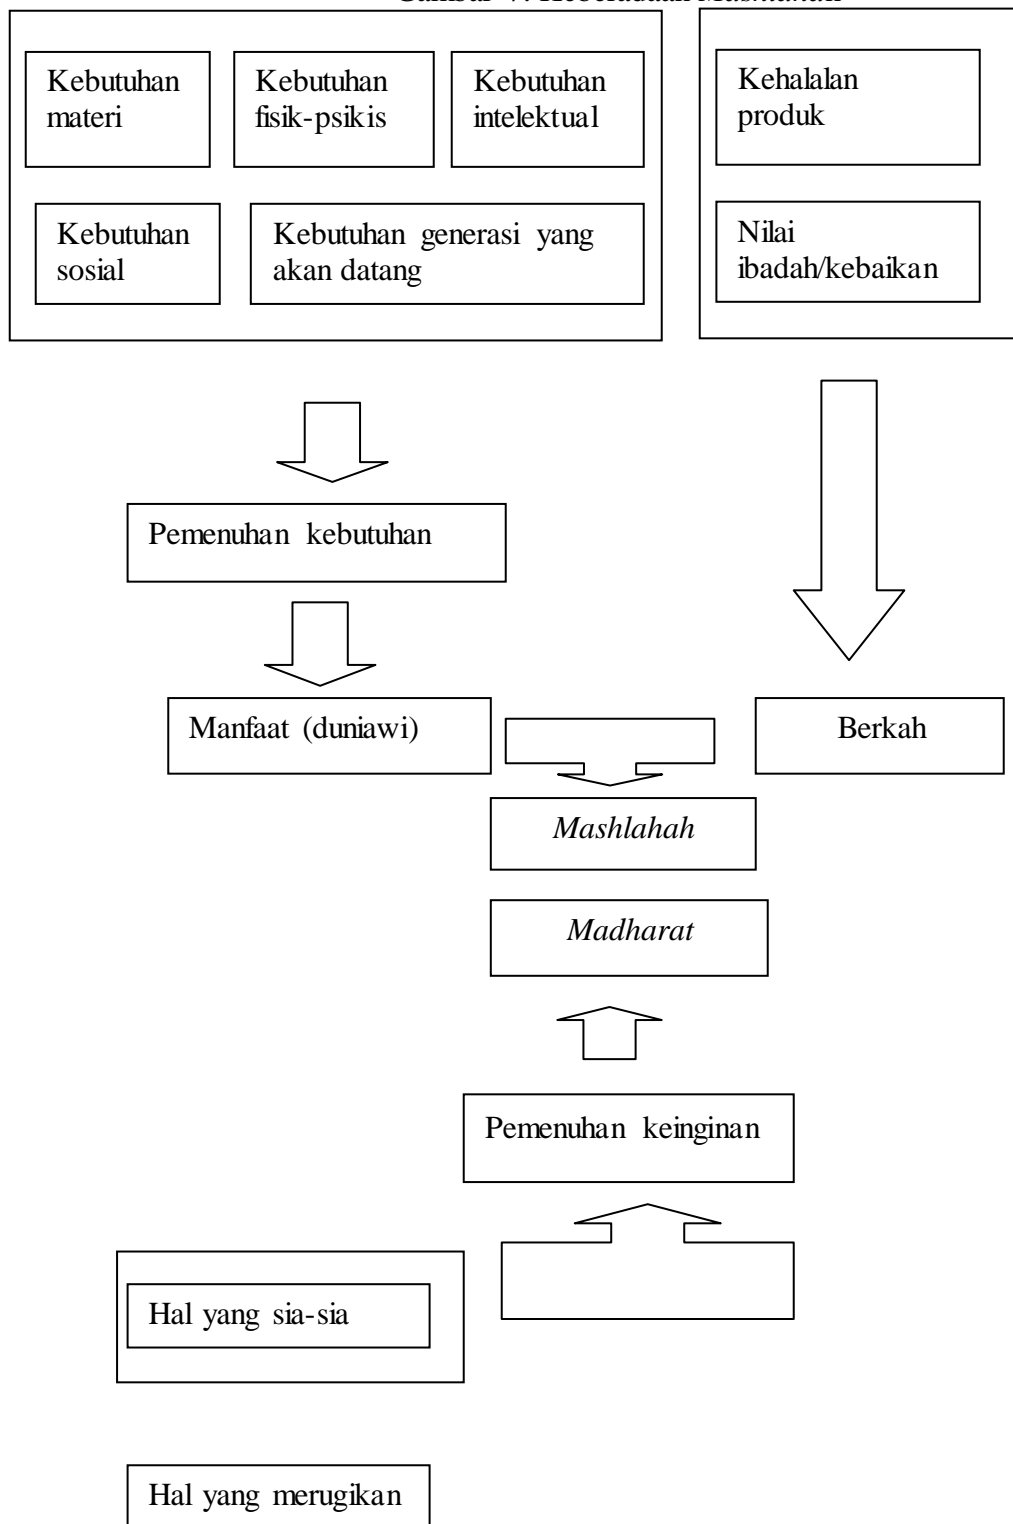 Kebutuhan
materi
Kebutuhan
fisik-psikis
Kebutuhan
intelektual
Kebutuhan
sosial
Kebutuhan generasi yang
akan datang
Kehalalan
produk
Nilai
ibadah/kebaikan
Pemenuhan kebutuhan
Manfaat (duniawi)
Berkah
Mashlahah
Madharat
Pemenuhan keinginan
Hal yang sia-sia
Hal yang merugikan